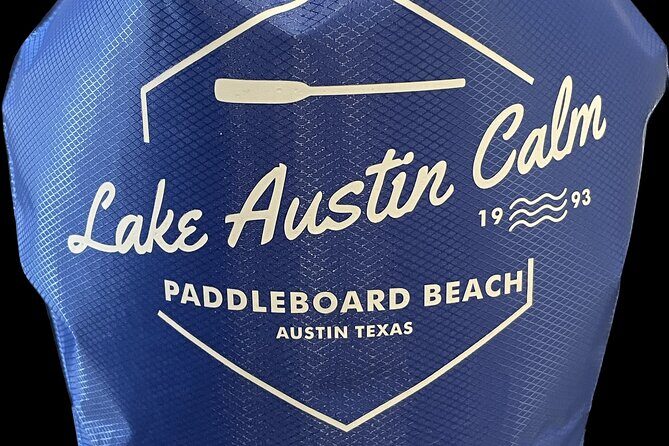 Lake Austin Calm
19 93
PADDLEBOARD BEACH
AUSTIN TEXAS